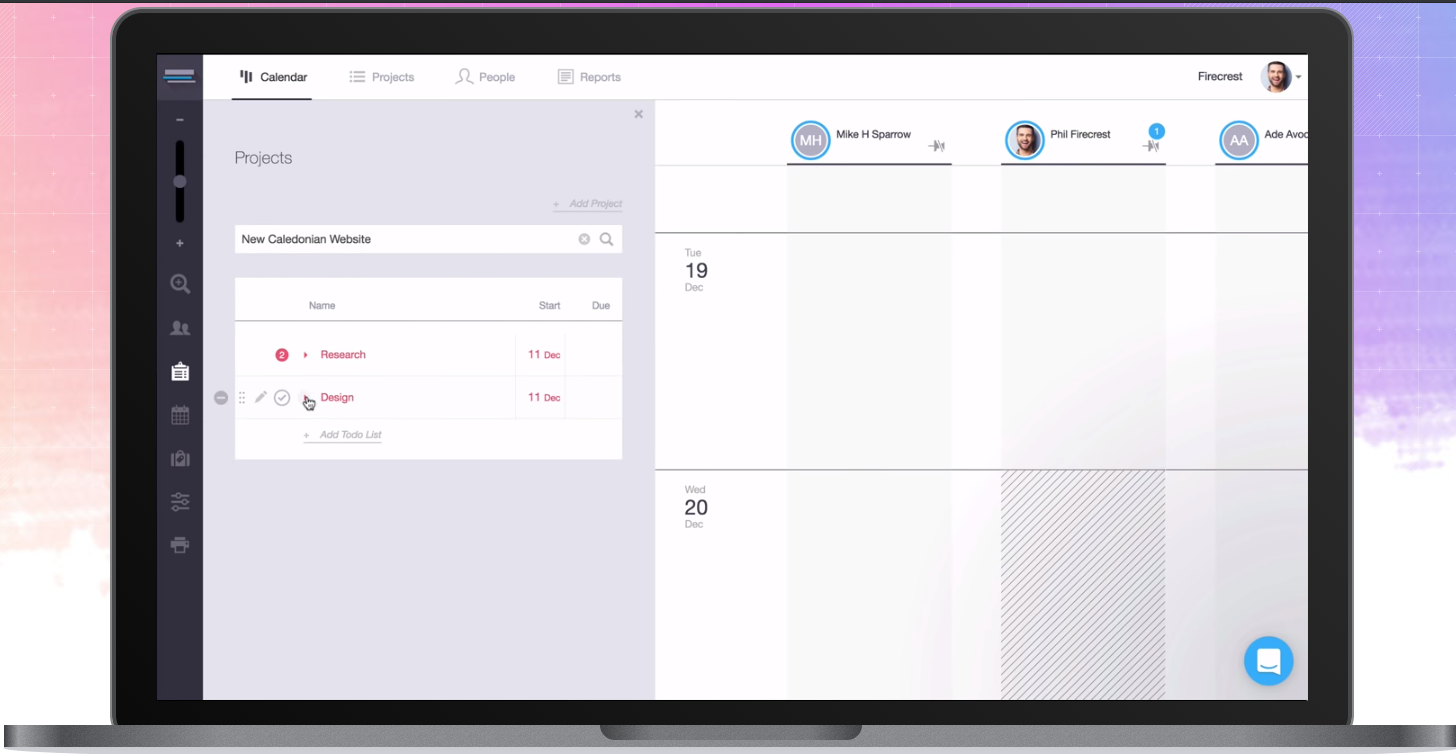 Calendar
Projects
People
Reports
Firecrest
Projects
+ Add Project
New Caledonian Website
Name Start Due
2 Research 11 Dec
Design 11 Dec
+ Add Todo List
MH Mike H Sparrow
Phil Firecrest 1
AA Ade Avoc
Tue
19
Dec
Wed
20
Dec